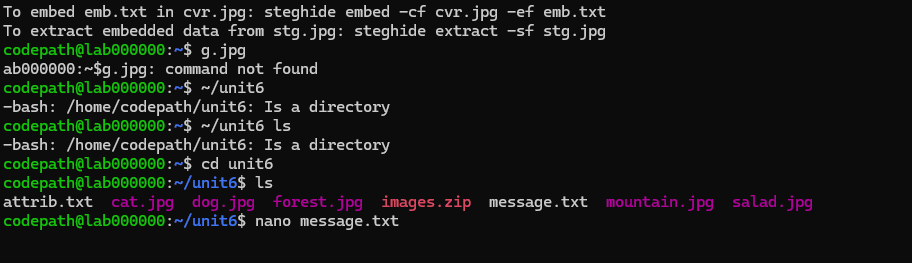 To embed emb.txt in cvr.jpg: steghide embed -cf cvr.jpg -ef emb.txt
To extract embedded data from stg.jpg: steghide extract -sf stg.jpg
codepath@lab000000:~$ g.jpg
ab000000:~$g.jpg: command not found
codepath@lab000000:~$ ~/unit6
-bash: /home/codepath/unit6: Is a directory
codepath@lab000000:~$ ~/unit6 ls
-bash: /home/codepath/unit6: Is a directory
codepath@lab000000:~$ cd unit6
codepath@lab000000:~/unit6$ ls
attrib.txt  cat.jpg  dog.jpg  forest.jpg  images.zip  message.txt  mountain.jpg  salad.jpg
codepath@lab000000:~/unit6$ nano message.txt